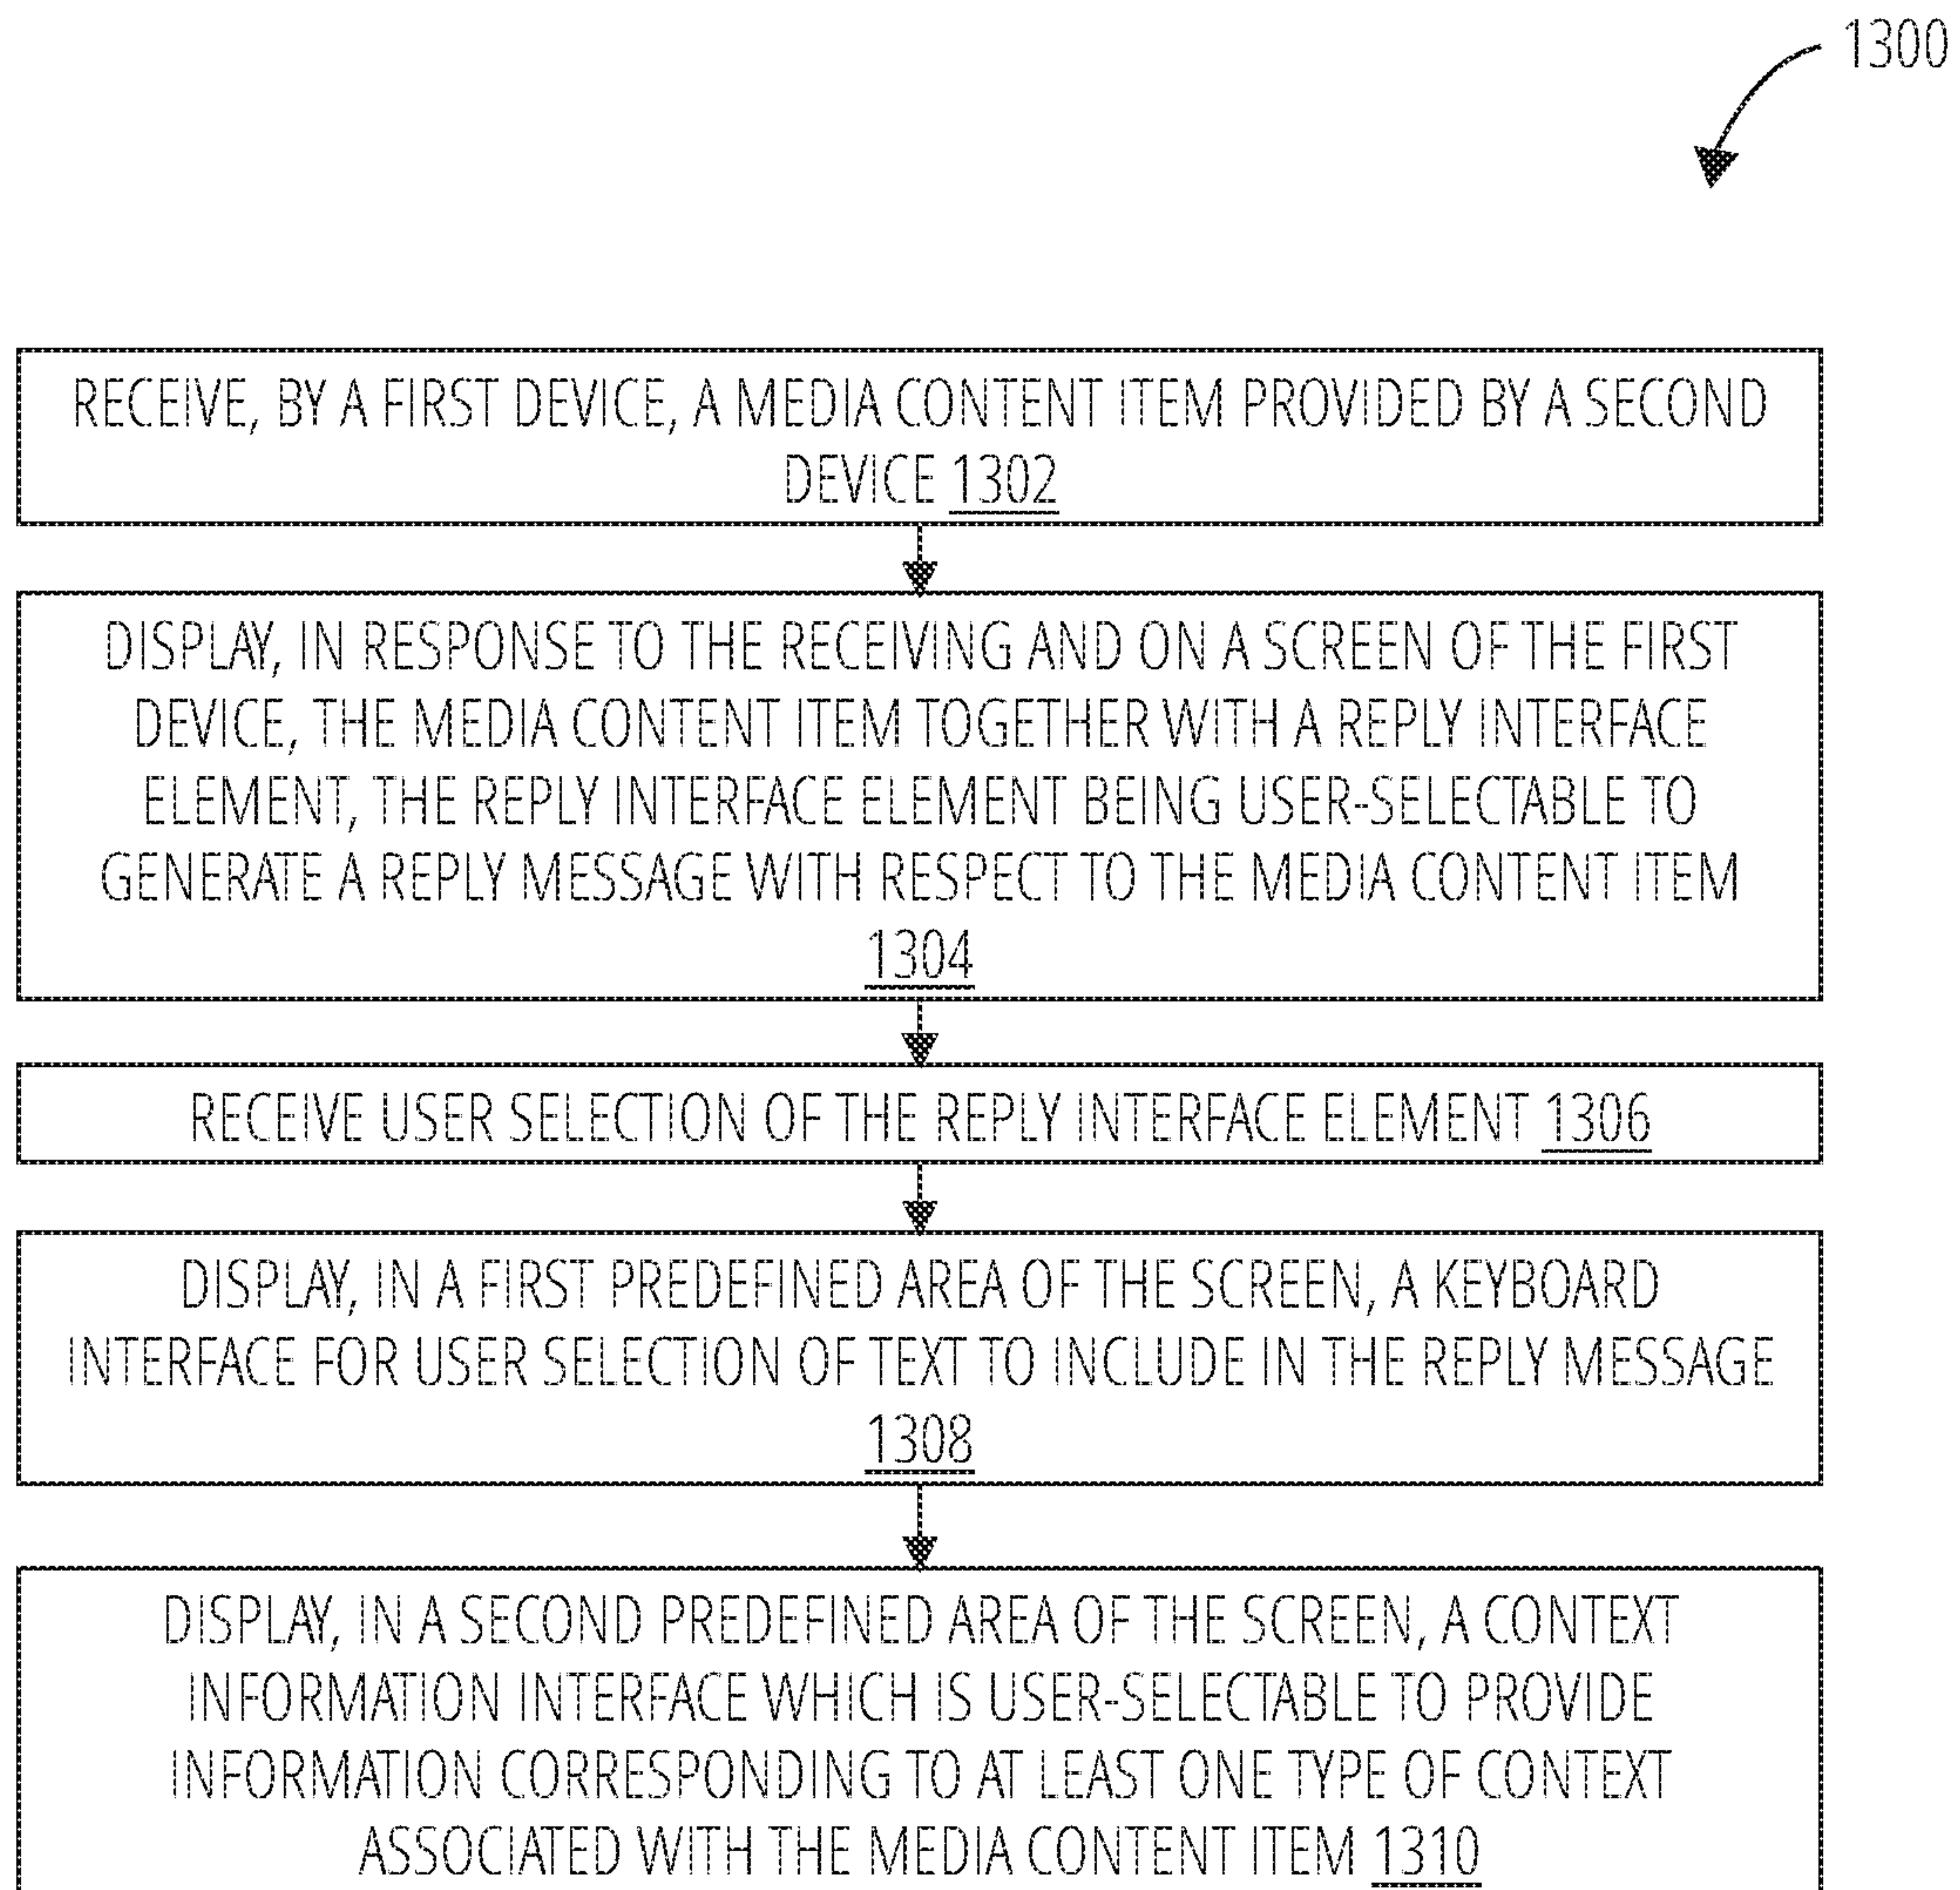 1300
RECEIVE, BY A FIRST DEVICE, A MEDIA CONTENT ITEM PROVIDED BY A SECOND
DEVICE 1302
DISPLAY, IN RESPONSE TO THE RECEIVING AND ON A SCREEN OF THE FIRST
DEVICE, THE MEDIA CONTENT ITEM TOGETHER WITH A REPLY INTERFACE
ELEMENT, THE REPLY INTERFACE ELEMENT BEING USER-SELECTABLE TO
GENERATE A REPLY MESSAGE WITH RESPECT TO THE MEDIA CONTENT ITEM
1304
RECEIVE USER SELECTION OF THE REPLY INTERFACE ELEMENT 1306
DISPLAY, IN A FIRST PREDEFINED AREA OF THE SCREEN, A KEYBOARD
INTERFACE FOR USER SELECTION OF TEXT TO INCLUDE IN THE REPLY MESSAGE
1308
DISPLAY, IN A SECOND PREDEFINED AREA OF THE SCREEN, A CONTEXT
INFORMATION INTERFACE WHICH IS USER-SELECTABLE TO PROVIDE
INFORMATION CORRESPONDING TO AT LEAST ONE TYPE OF CONTEXT
ASSOCIATED WITH THE MEDIA CONTENT ITEM 1310